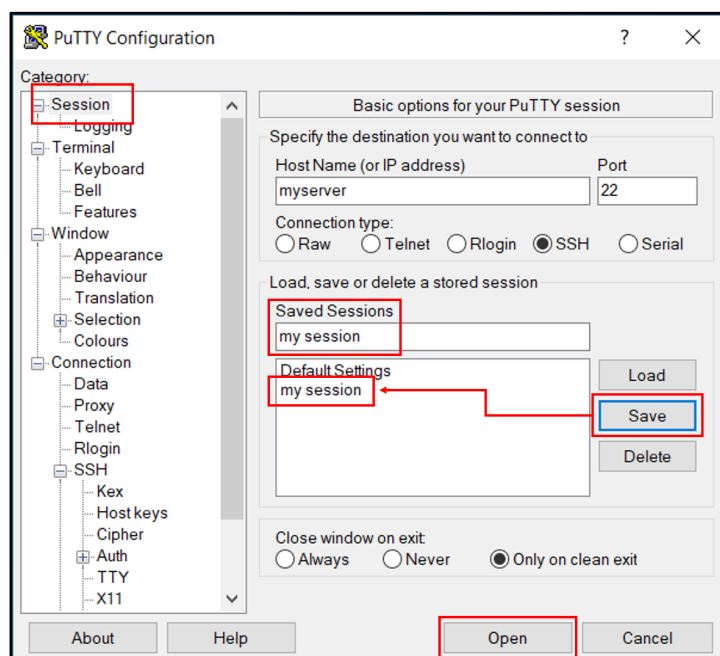 PuTTY Configuration
?
Category:
Session
Logging
Terminal
Keyboard
Bell
Features
Window
Appearance
Behaviour
Translation
Selection
Colours
Connection
Data
Proxy
Telnet
Rlogin
SSH
Kex
Host keys
Cipher
Auth
TTY
X11
Basic options for your PuTTY session
Specify the destination you want to connect to
Host Name (or IP address) Port
myserver 22
Connection type:
Raw Telnet Rlogin SSH Serial
Load, save or delete a stored session
Saved Sessions
my session
Default Settings
my session
Load
Save
Delete
Close window on exit:
Always Never Only on clean exit
About Help Open Cancel